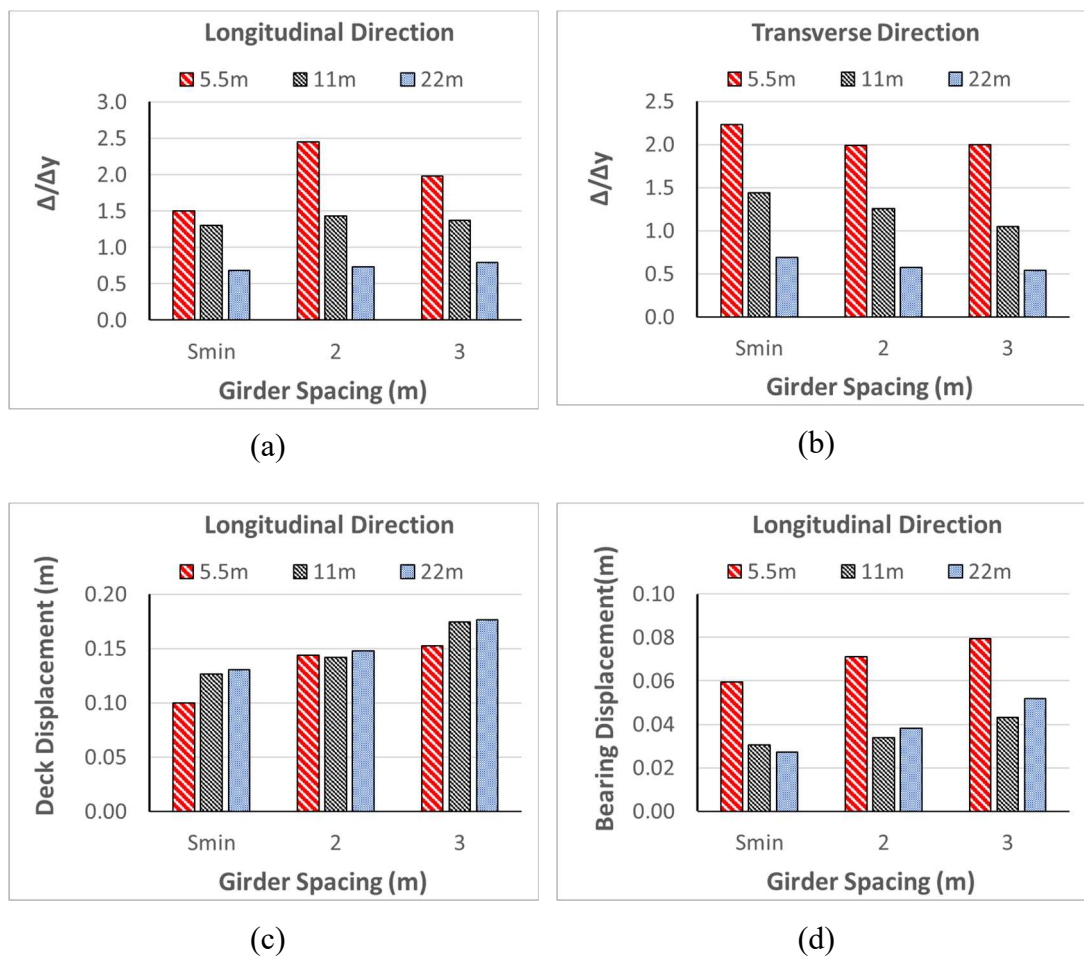 Longitudinal Direction
5.5m 11m 22m
Δ/Δy
3.0
2.5
2.0
1.5
1.0
0.5
0.0
Smin 2 3
Girder Spacing (m)
(a)
Transverse Direction
5.5m 11m 22m
Δ/Δy
2.5
2.0
1.5
1.0
0.5
0.0
Smin 2 3
Girder Spacing (m)
(b)
Longitudinal Direction
5.5m 11m 22m
Deck Displacement (m)
0.20
0.15
0.10
0.05
0.00
Smin 2 3
Girder Spacing (m)
(c)
Longitudinal Direction
5.5m 11m 22m
Bearing Displacement(m)
0.10
0.08
0.06
0.04
0.02
0.00
Smin 2 3
Girder Spacing (m)
(d)